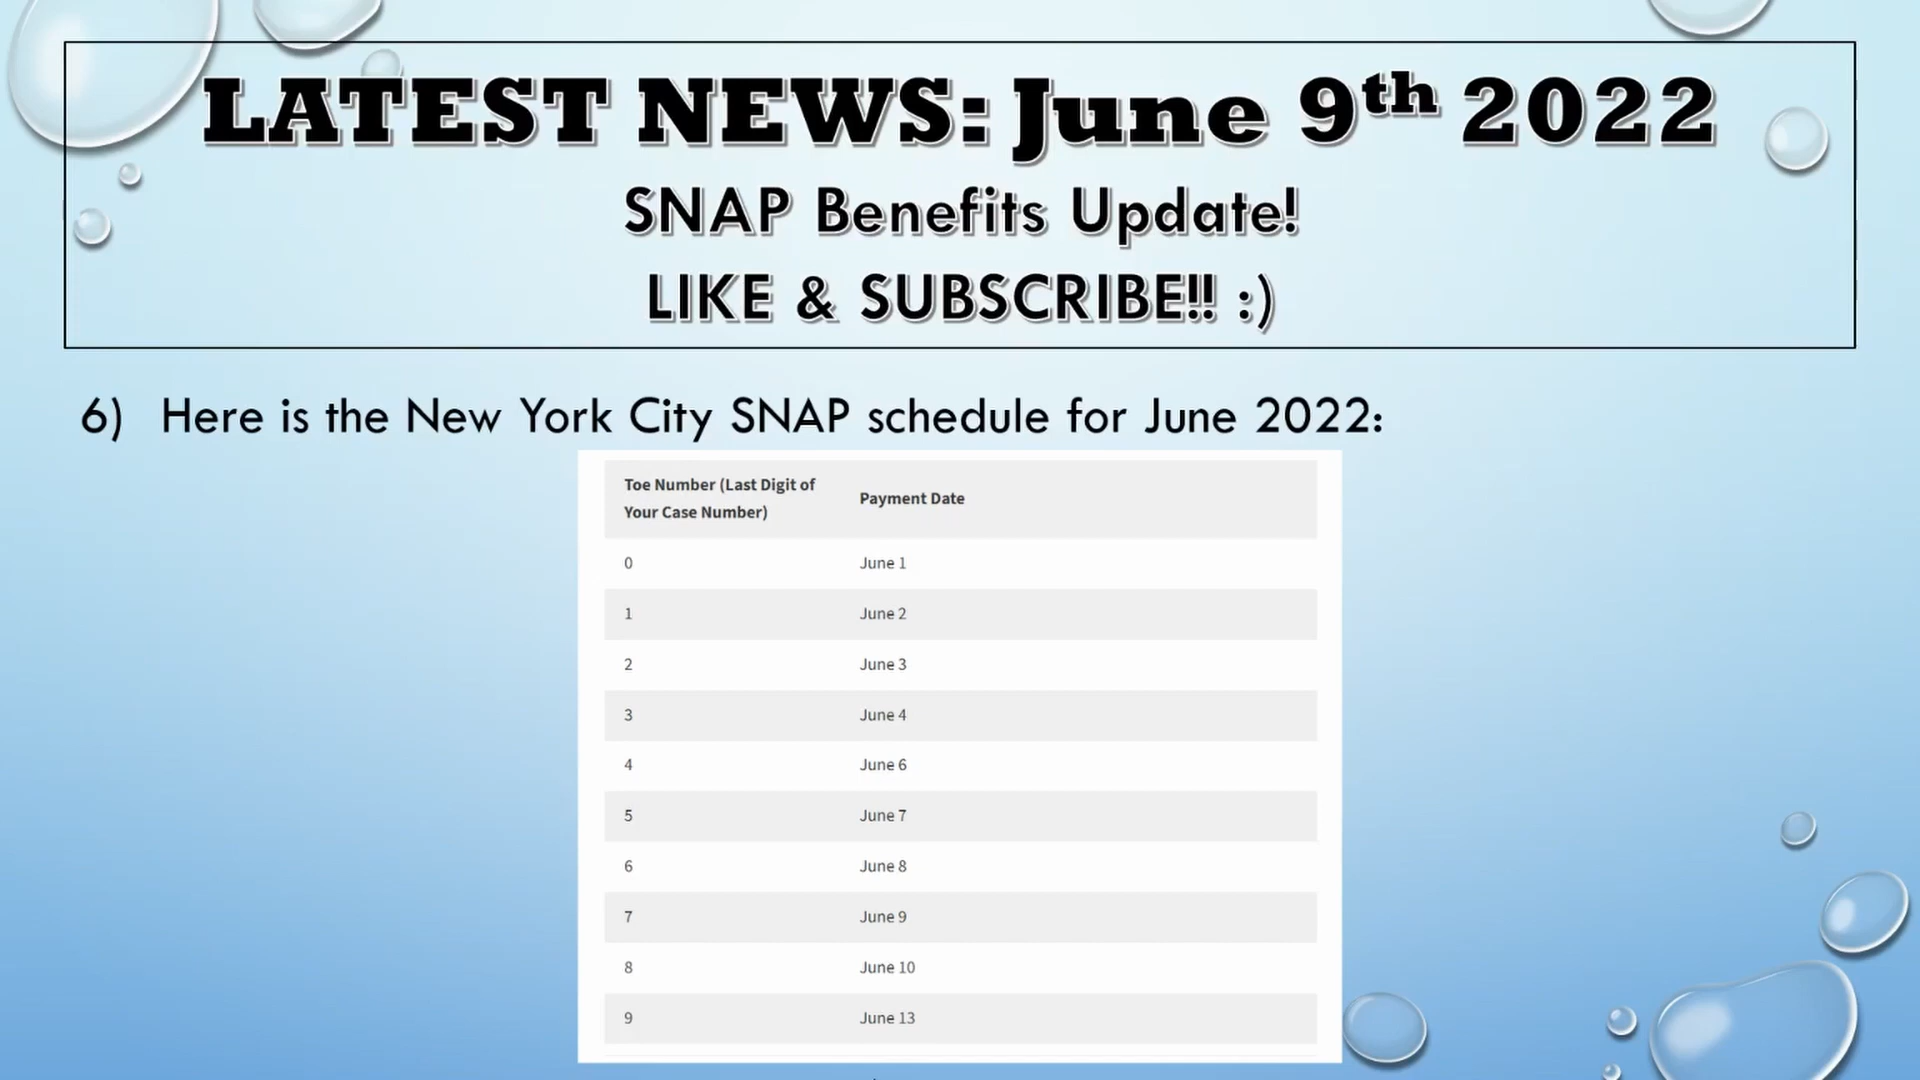 LATEST NEWS: June 9th 2022
SNAP Benefits Update!
LIKE & SUBSCRIBE!! :)
6) Here is the New York City SNAP schedule for June 2022:
Toe Number (Last Digit of
Your Case Number) Payment Date
0 June 1
1 June 2
2 June 3
3 June 4
4 June 6
5 June 7
6 June 8
7 June 9
8 June 10
9 June 13